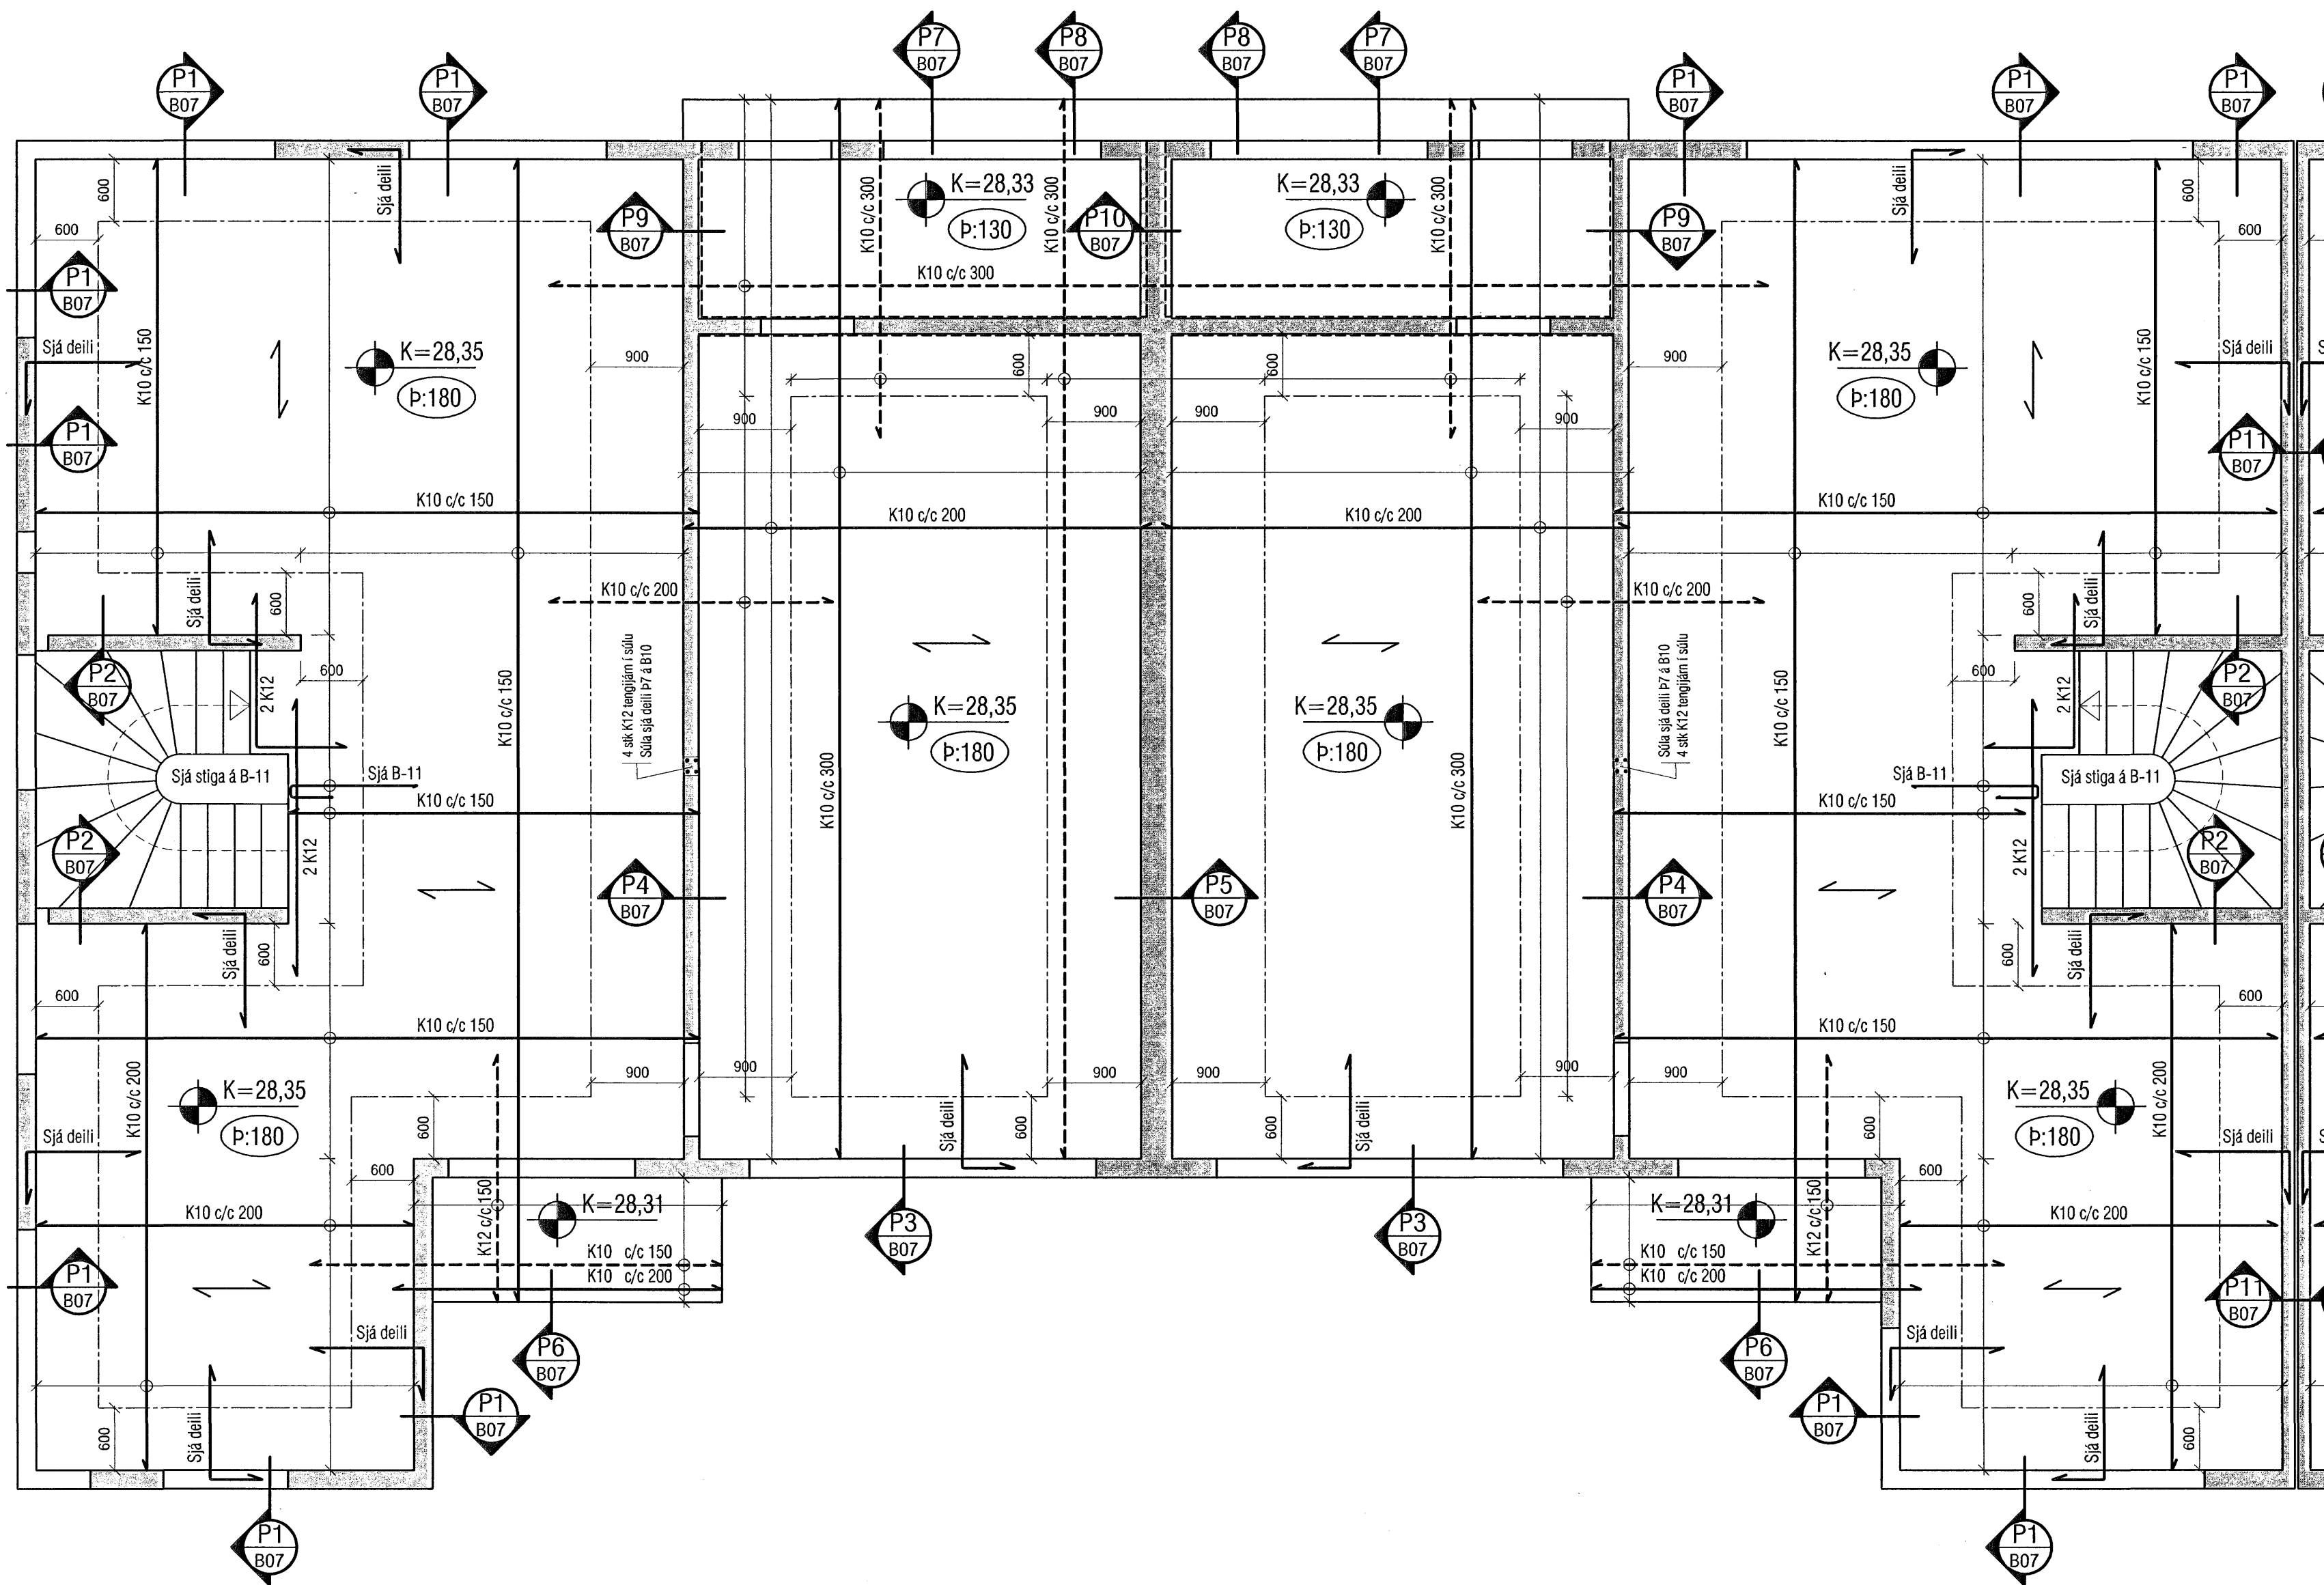 P7
B07
P8
B07
P8
B07
P7
B07
P1
B07
P1
B07
P1
B07
P1
B07
P1
B07
600
Sjá deili
K10 c/c 300
K=28,33
Þ:130
K10 c/c 300
K=28,33
Þ:130
K10 c/c 300
Sjá deili
600
600
P9
B07
P10
B07
P9
B07
600
P1
B07
K10 c/c 300
Sjá deili
K10 c/c 150
K=28,35
Þ:180
900
600
600
900
K=28,35
Þ:180
K10 c/c 150
Sjá deili
P1
B07
900
900
900
900
P11
B07
K10 c/c 150
K10 c/c 200
K10 c/c 200
K10 c/c 150
Sjá deili
600
K10 c/c 200
K10 c/c 200
600
Sjá deili
P2
B07
600
2 K12
K10 c/c 150
4 stk K12 tengijárn í súlu
Súla sjá deili Þ7 á B10
K=28,35
Þ:180
K=28,35
Þ:180
Súla sjá deili Þ7 á B10
4 stk K12 tengijárn í súlu
K10 c/c 150
600
2 K12
P2
B07
Sjá stiga á B-11
Sjá B-11
K10 c/c 150
K10 c/c 300
K10 c/c 300
Sjá B-11
K10 c/c 150
Sjá stiga á B-11
P2
B07
2 K12
P4
B07
P5
B07
P4
B07
2 K12
P2
B07
Sjá deili
600
600
Sjá deili
600
600
K10 c/c 150
K10 c/c 150
K10 c/c 200
K=28,35
Þ:180
900
900
900
900
900
900
K=28,35
Þ:180
K10 c/c 200
Sjá deili
600
Sjá deili
600
600
Sjá deili
600
Sjá deili
600
600
K10 c/c 200
K12 c/c 150
K=28,31
P3
B07
P3
B07
K=28,31
K12 c/c 150
K10 c/c 200
K10 c/c 150
K10 c/c 200
K10 c/c 150
K10 c/c 200
P1
B07
P11
B07
Sjá deili
P6
B07
P6
B07
Sjá deili
600
Sjá deili
P1
B07
P1
B07
Sjá deili
600
P1
B07
P1
B07